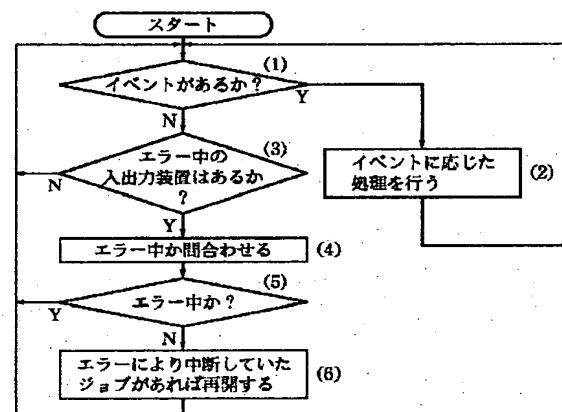 スタート
(1)
イベントがあるか？
Y
N
(3)
エラー中の
入出力装置はあるか
？
N
Y
イベントに応じた
処理を行う
(2)
エラー中か問合わせる
(4)
(5)
エラー中か？
Y
N
エラーにより中断していた
ジョブがあれば再開する
(6)